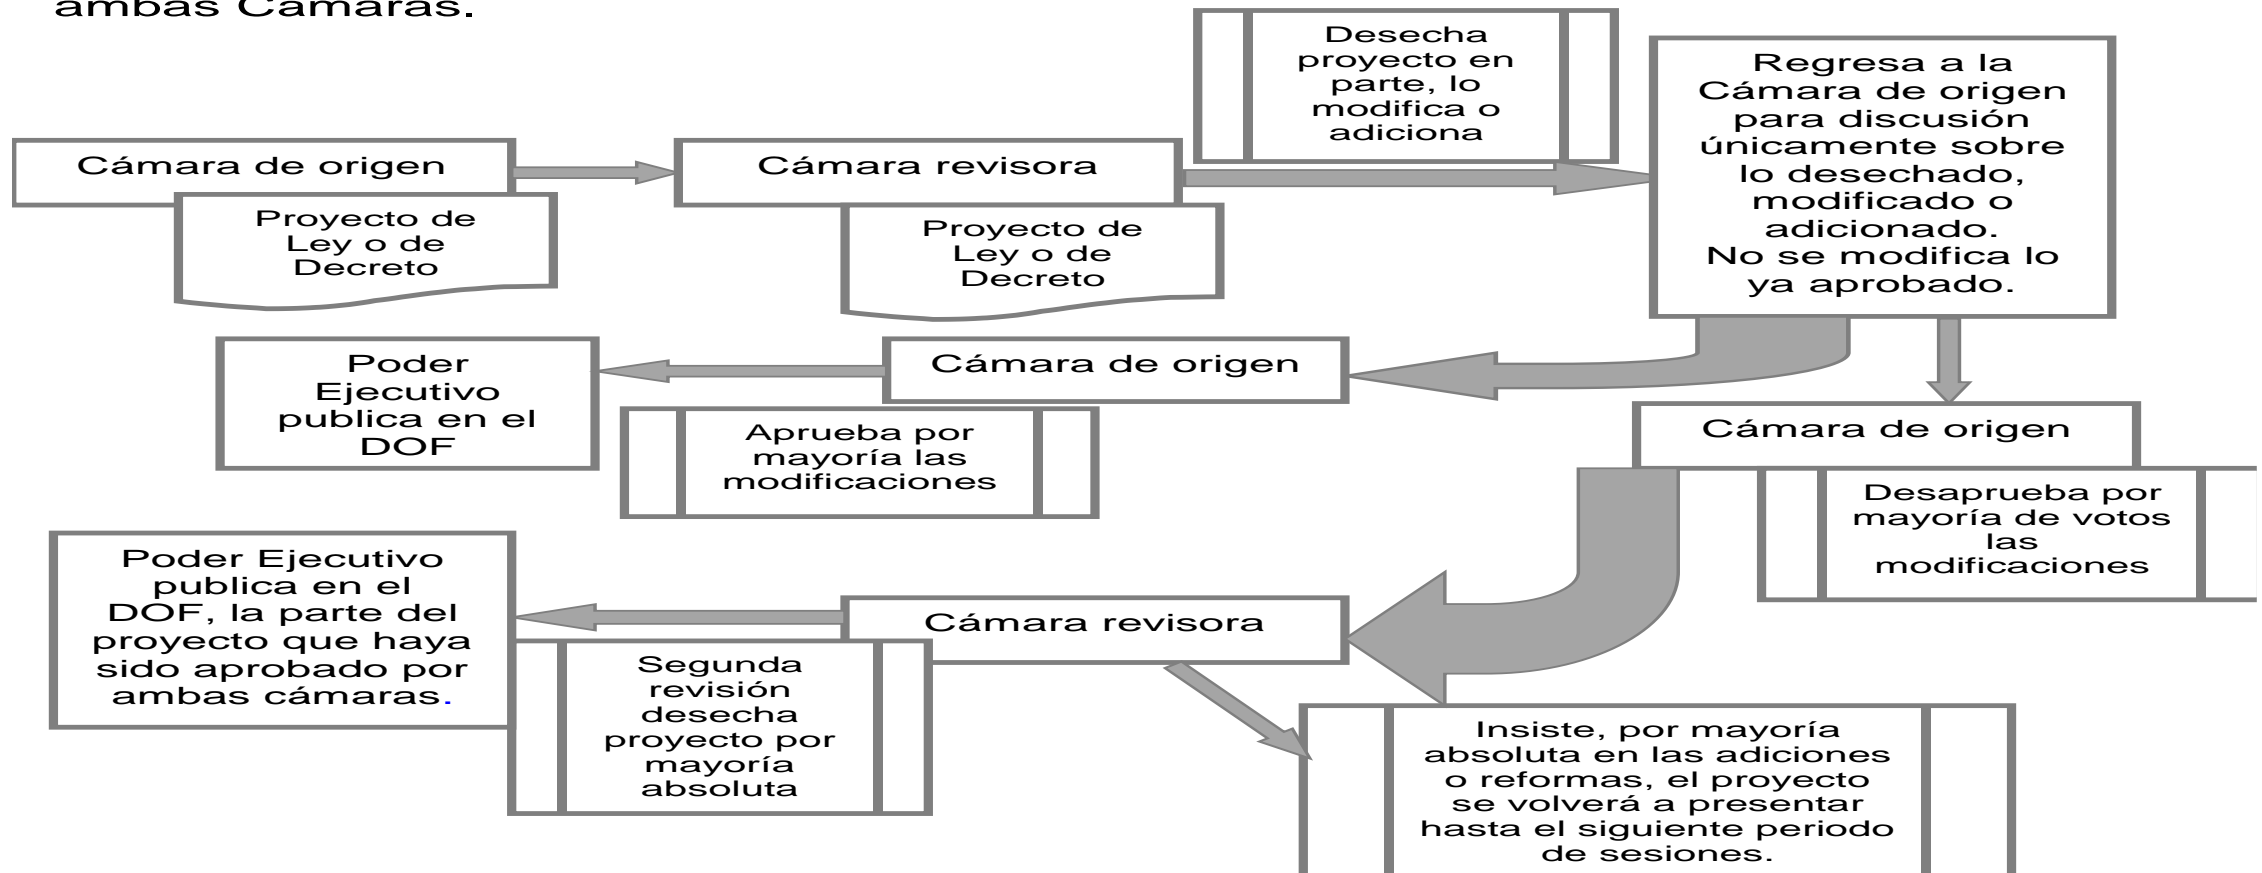 ambas Cámaras.
Desecha
proyecto en
parte, lo
modifica o
adiciona
Regresa a la
Cámara de origen
para discusión
únicamente sobre
lo desechado,
modificado o
adicionado.
No se modifica lo
ya aprobado.
Cámara de origen
Proyecto de
Ley o de
Decreto
Cámara revisora
Proyecto de
Ley o de
Decreto
Poder
Ejecutivo
publica en el
DOF
Cámara de origen
Aprueba por
mayoría las
modificaciones
Cámara de origen
Desaprueba por
mayoría de votos
las
modificaciones
Poder Ejecutivo
publica en el
DOF, la parte del
proyecto que haya
sido aprobado por
ambas cámaras.
Cámara revisora
Segunda
revisión
desecha
proyecto por
mayoría
absoluta
Insiste, por mayoría
absoluta en las adiciones
o reformas, el proyecto
se volverá a presentar
hasta el siguiente periodo
de sesiones.